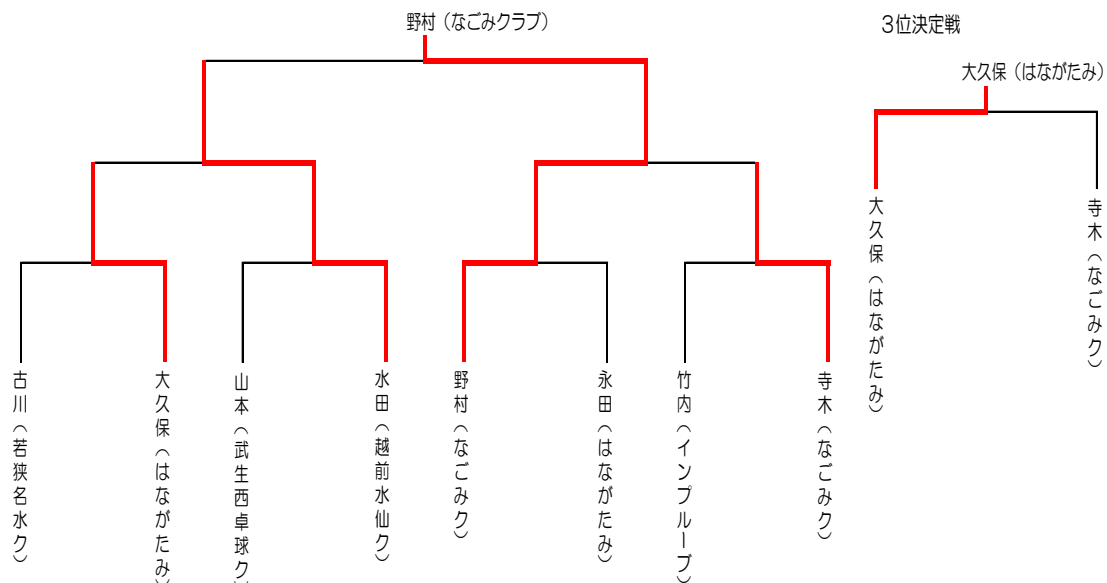 野村（なごみクラブ）
3位決定戦
大久保（はながたみ）
大久保（はながたみ）
寺木（なごみク）
古川（若狭名水ク）
大久保（はながたみ）
山本（武生西卓球ク）
水田（越前水仙ク）
野村（なごみク）
永田（はながたみ）
竹内（インプルーブ）
寺木（なごみク）